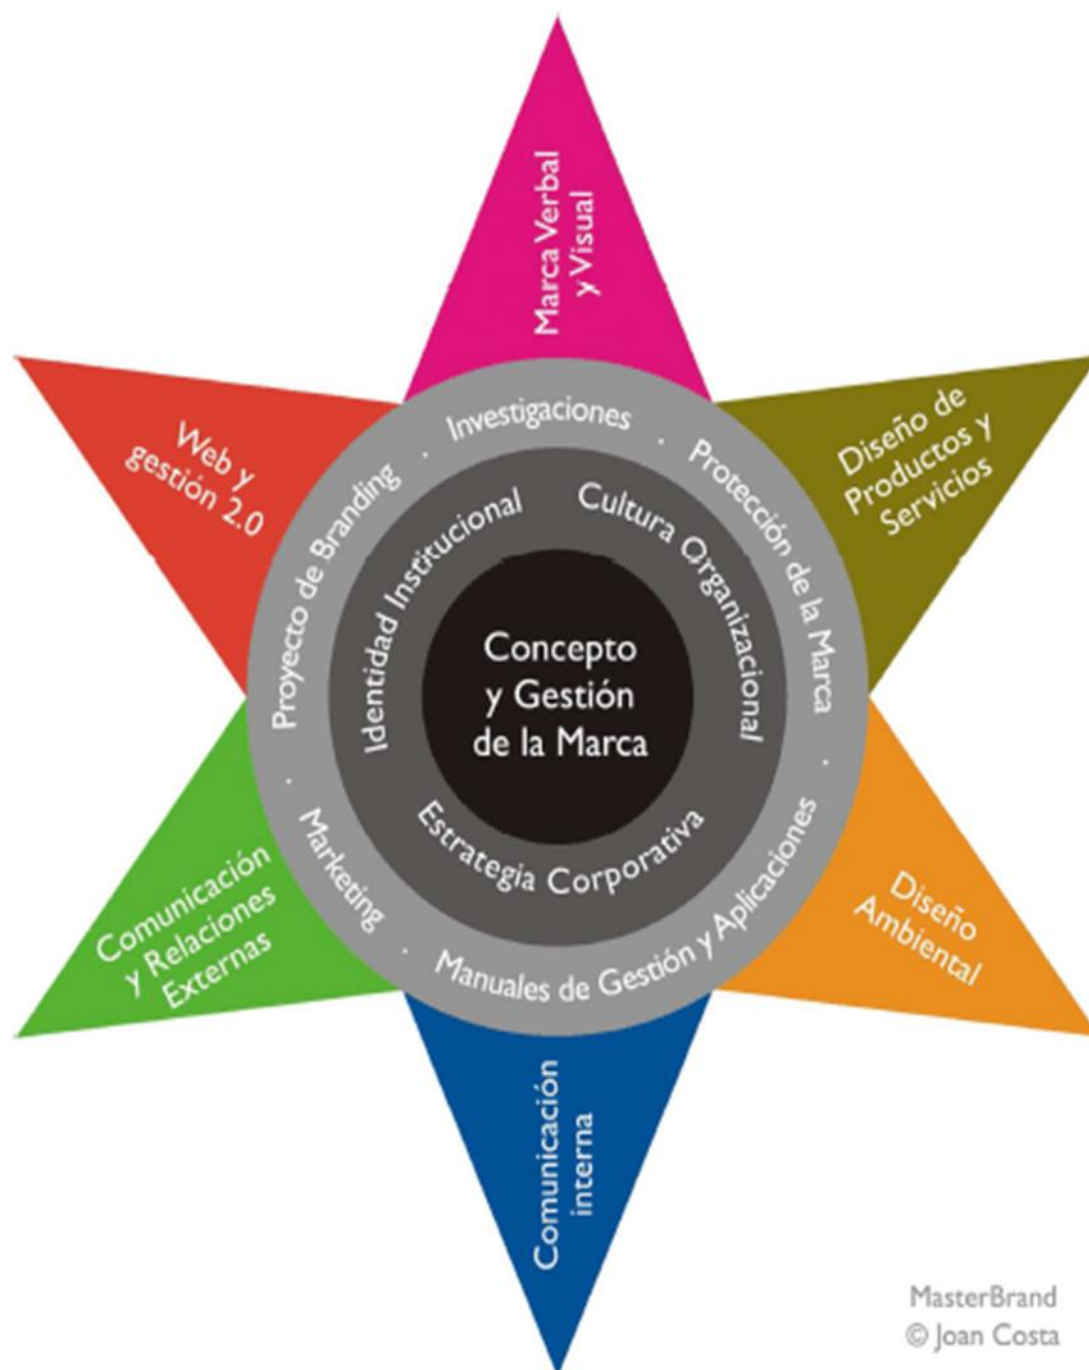 Marca Verbal
y Visual
Web y
gestión 2.0
Diseño de
Productos y
Servicios
Proyecto de Branding · Investigaciones · Protección de la Marca ·
Identidad Institucional
Cultura Organizacional
Concepto
y Gestión
de la Marca
Estrategia Corporativa
· Marketing · Manuales de Gestión y Aplicaciones
Comunicación
y Relaciones
Externas
Diseño
Ambiental
Comunicación
interna
MasterBrand
© Joan Costa